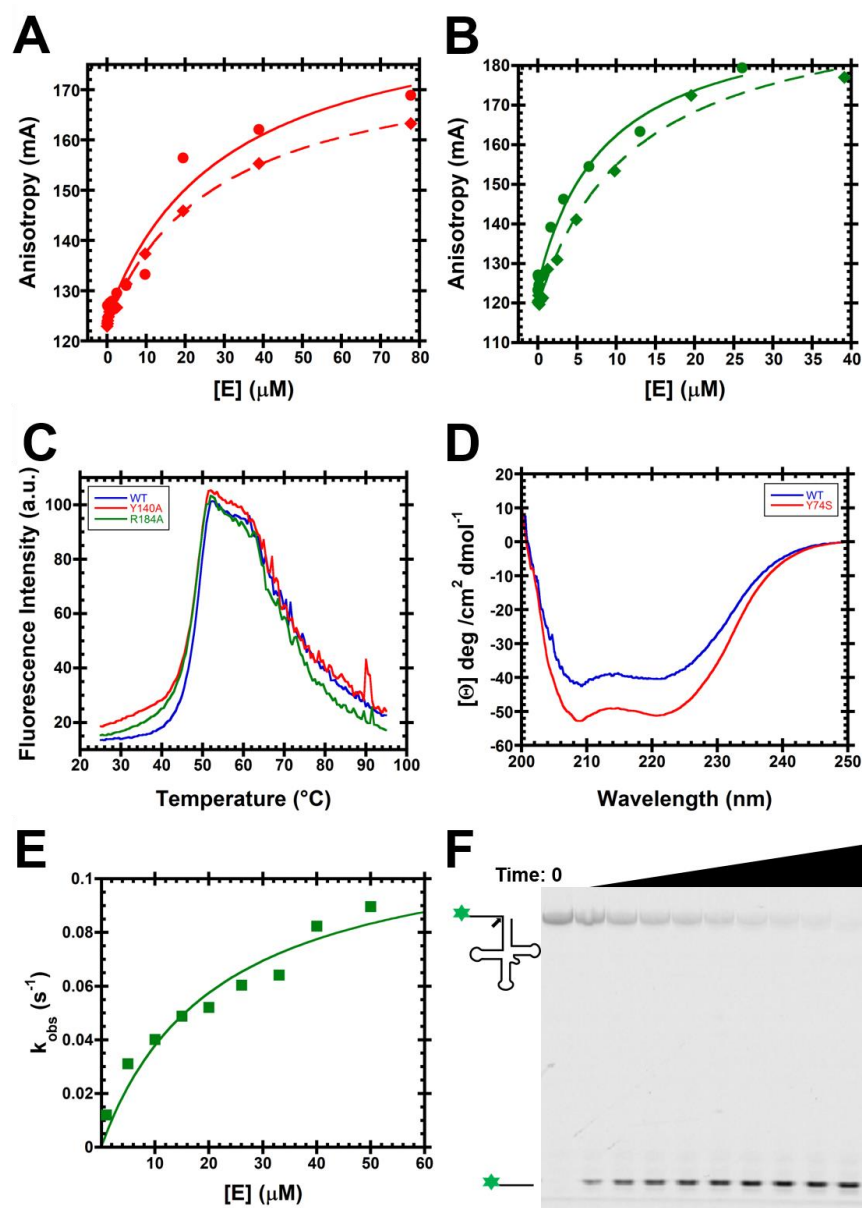 A
Anisotropy (mA)
170
160
150
140
130
120
0 10 20 30 40 50 60 70 80
[E] (μM)
B
Anisotropy (mA)
180
170
160
150
140
130
120
110
0 5 10 15 20 25 30 35 40
[E] (μM)
C
Fluorescence Intensity (a.u.)
WT
Y140A
R184A
100
80
60
40
20
20 30 40 50 60 70 80 90 100
Temperature (°C)
D
[Θ] deg /cm² dmol⁻¹
WT
Y74S
20
10
0
-10
-20
-30
-40
-50
-60
200 210 220 230 240 250
Wavelength (nm)
E
k_obs (s⁻¹)
0.1
0.08
0.06
0.04
0.02
0
10 20 30 40 50 60
[E] (μM)
F
Time: 0